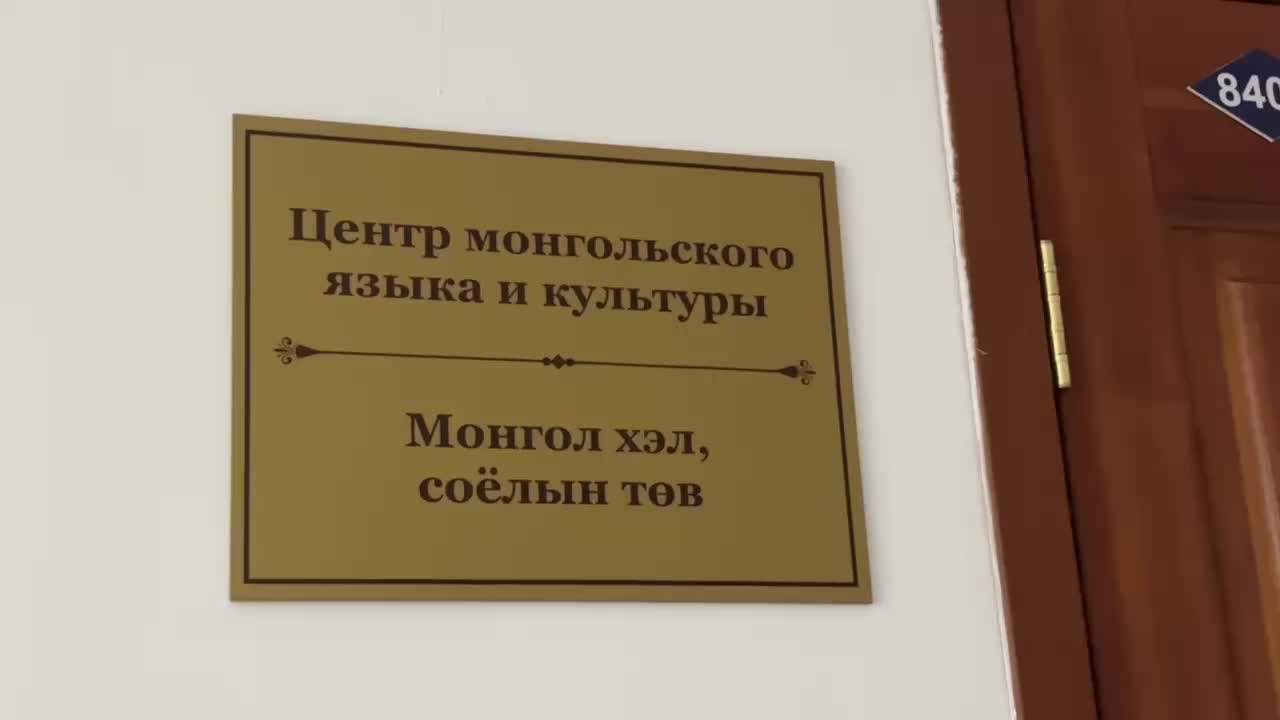 Центр монгольского
языка и культуры
Монгол хэл,
соёлын төв
840